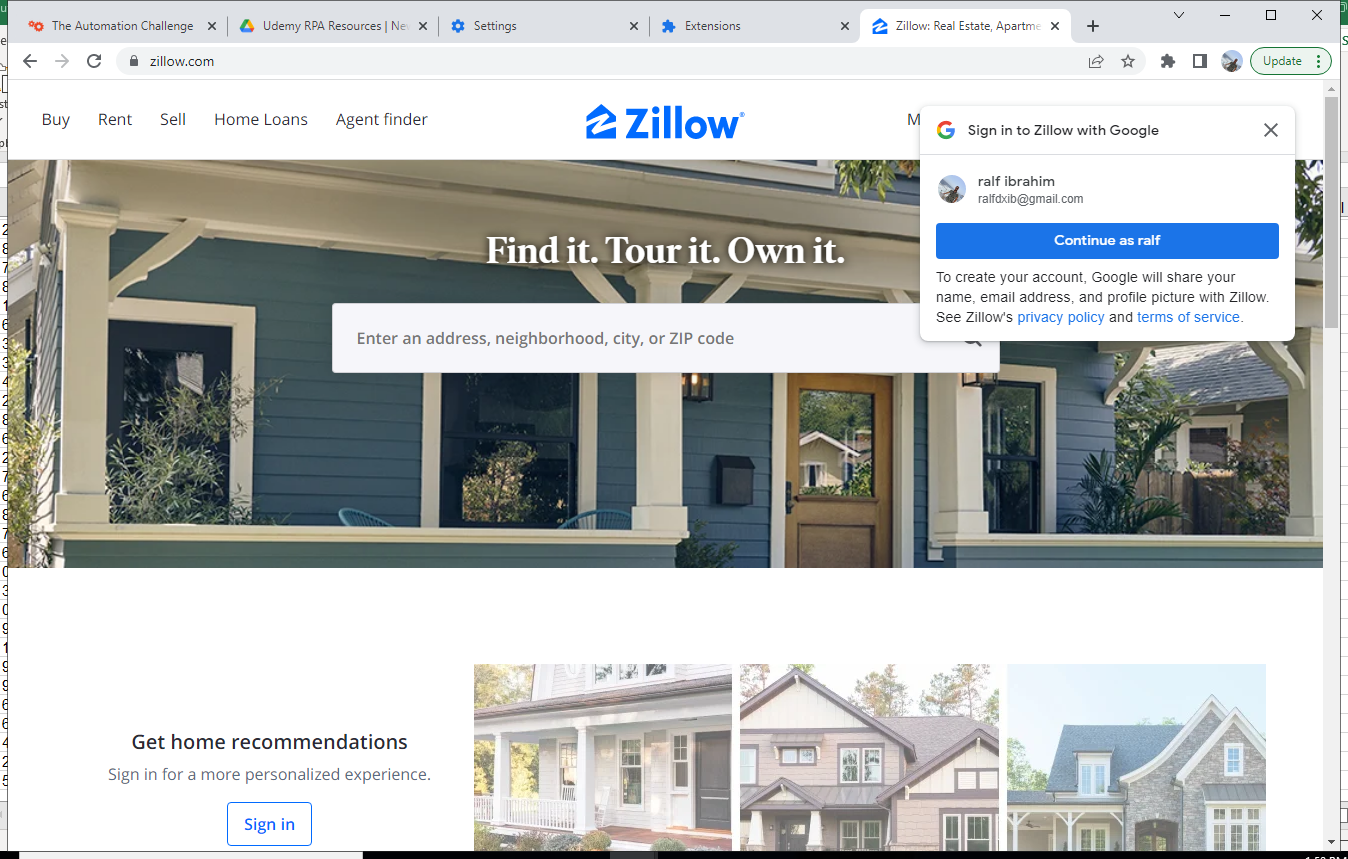 The Automation Challenge
Udemy RPA Resources | Ne
Settings
Extensions
Zillow: Real Estate, Apartme
zillow.com
Update
Buy
Rent
Sell
Home Loans
Agent finder
Zillow
M
Sign in to Zillow with Google
ralf ibrahim
ralfdxib@gmail.com
Continue as ralf
To create your account, Google will share your
name, email address, and profile picture with Zillow.
See Zillow's privacy policy and terms of service.
Find it. Tour it. Own it.
Enter an address, neighborhood, city, or ZIP code
Get home recommendations
Sign in for a more personalized experience.
Sign in